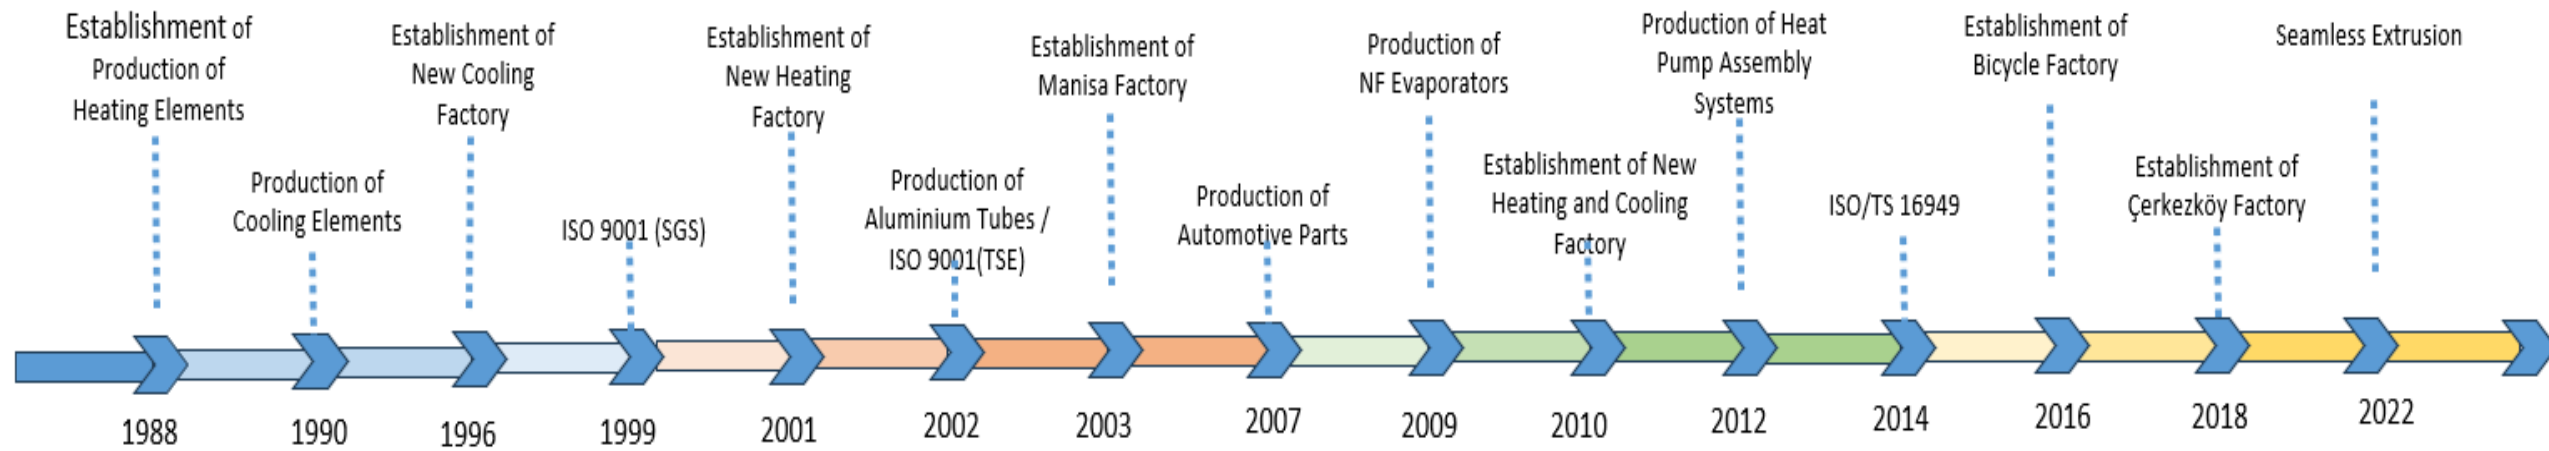 Establishment of
Production of
Heating Elements
Production of
Cooling Elements
Establishment of
New Cooling
Factory
ISO 9001 (SGS)
Establishment of
New Heating
Factory
Production of
Aluminium Tubes /
ISO 9001(TSE)
Establishment of
Manisa Factory
Production of
Automotive Parts
Production of
NF Evaporators
Establishment of New
Heating and Cooling
Factory
Production of Heat
Pump Assembly
Systems
ISO/TS 16949
Establishment of
Bicycle Factory
Establishment of
Çerkezköy Factory
Seamless Extrusion
1988
1990
1996
1999
2001
2002
2003
2007
2009
2010
2012
2014
2016
2018
2022